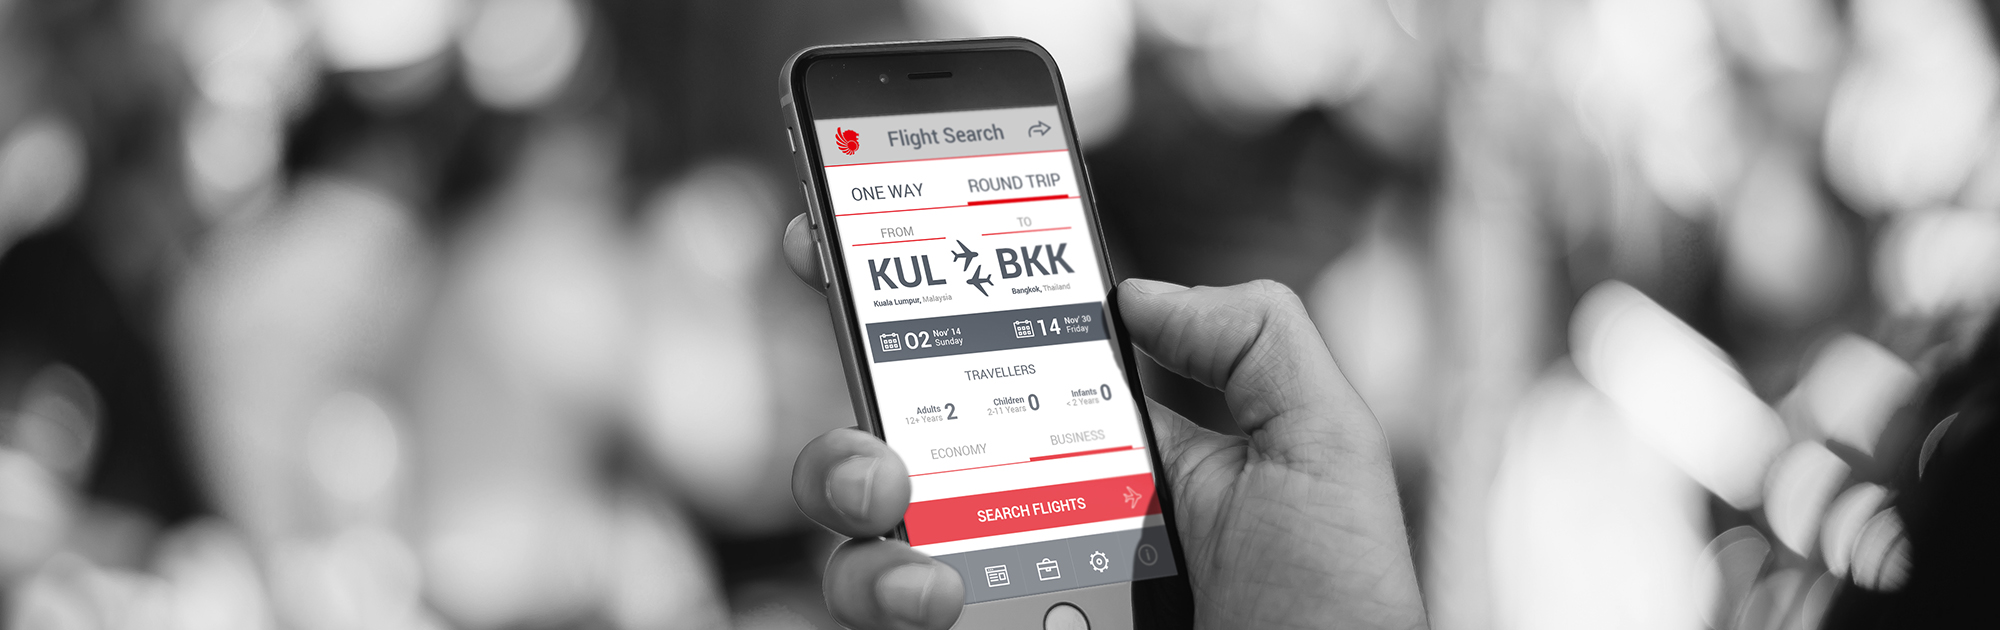 Flight Search
ONE WAY ROUND TRIP
FROM TO
KUL BKK
Kuala Lumpur, Malaysia Bangkok, Thailand
02 Nov' 14 Sunday 14 Nov' 30 Friday
TRAVELLERS
Adults 12+ Years 2 Children 2-11 Years 0 Infants < 2 Years 0
ECONOMY BUSINESS
SEARCH FLIGHTS